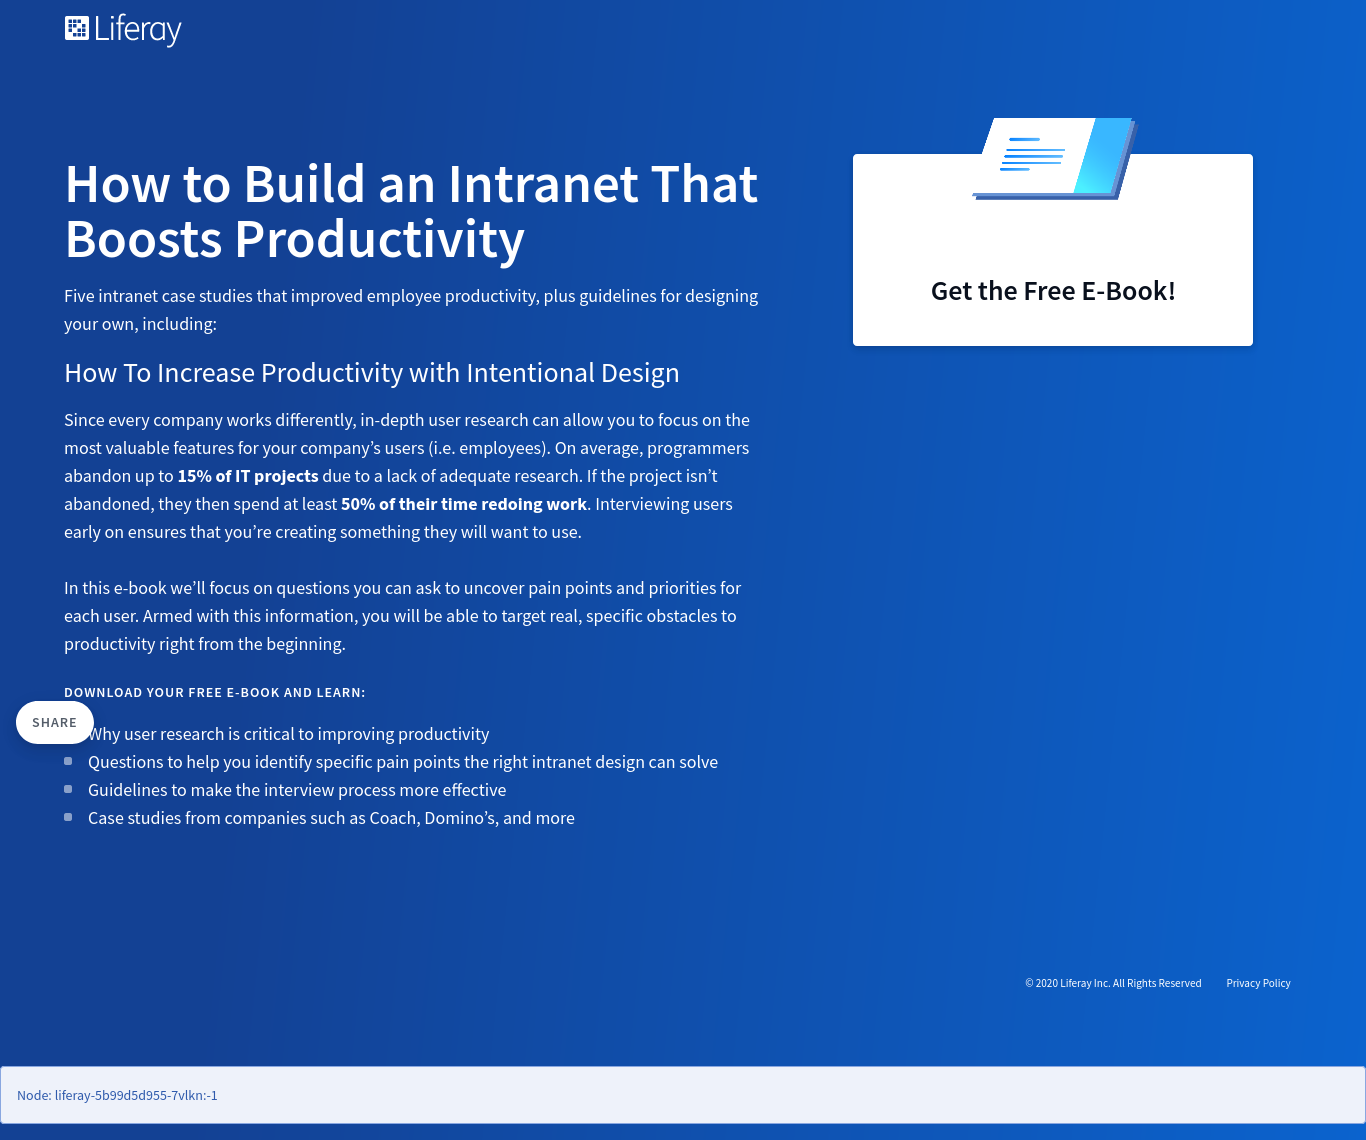 Liferay
How to Build an Intranet That
Boosts Productivity
Five intranet case studies that improved employee productivity, plus guidelines for designing
your own, including:
How To Increase Productivity with Intentional Design
Since every company works differently, in-depth user research can allow you to focus on the
most valuable features for your company’s users (i.e. employees). On average, programmers
abandon up to 15% of IT projects due to a lack of adequate research. If the project isn’t
abandoned, they then spend at least 50% of their time redoing work. Interviewing users
early on ensures that you’re creating something they will want to use.
In this e-book we’ll focus on questions you can ask to uncover pain points and priorities for
each user. Armed with this information, you will be able to target real, specific obstacles to
productivity right from the beginning.
DOWNLOAD YOUR FREE E-BOOK AND LEARN:
SHARE
Why user research is critical to improving productivity
Questions to help you identify specific pain points the right intranet design can solve
Guidelines to make the interview process more effective
Case studies from companies such as Coach, Domino’s, and more
Get the Free E-Book!
© 2020 Liferay Inc. All Rights Reserved
Privacy Policy
Node: liferay-5b99d5d955-7vlkn:-1